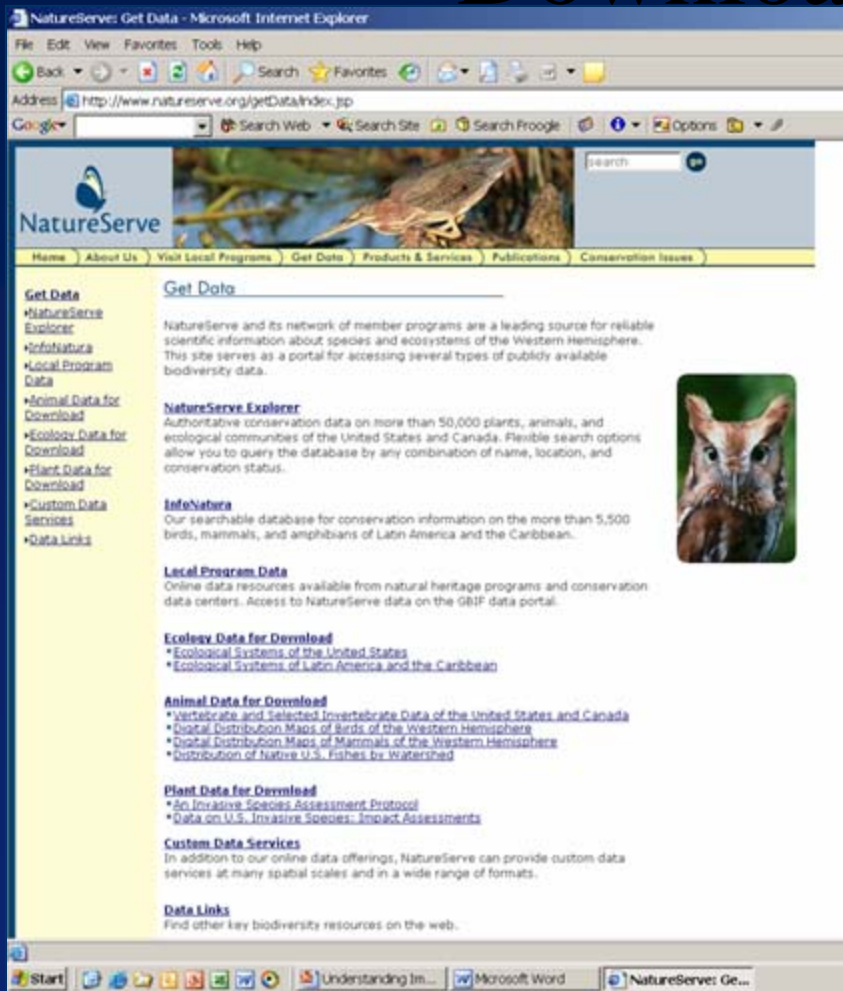 NatureServe: Get Data - Microsoft Internet Explorer
File Edit View Favorites Tools Help
Back Search Favorites
Address http://www.natureserve.org/getData/index.jsp
Google Search Web Search Site Search Froogle Options
search go
NatureServe
Home About Us Visit Local Programs Get Data Products & Services Publications Conservation Issues
Get Data
NatureServe
Explorer
InfoNatura
Local Program
Data
Animal Data for
Download
Ecology Data for
Download
Plant Data for
Download
Custom Data
Services
Data Links
Get Data
NatureServe and its network of member programs are a leading source for reliable
scientific information about species and ecosystems of the Western Hemisphere.
This site serves as a portal for accessing several types of publicly available
biodiversity data.
NatureServe Explorer
Authoritative conservation data on more than 50,000 plants, animals, and
ecological communities of the United States and Canada. Flexible search options
allow you to query the database by any combination of name, location, and
conservation status.
InfoNatura
Our searchable database for conservation information on the more than 5,500
birds, mammals, and amphibians of Latin America and the Caribbean.
Local Program Data
Online data resources available from natural heritage programs and conservation
data centers. Access to NatureServe data on the GBIF data portal.
Ecology Data for Download
•Ecological Systems of the United States
•Ecological Systems of Latin America and the Caribbean
Animal Data for Download
•Vertebrate and Selected Invertebrate Data of the United States and Canada
•Digital Distribution Maps of Birds of the Western Hemisphere
•Digital Distribution Maps of Mammals of the Western Hemisphere
•Distribution of Native U.S. Fishes by Watershed
Plant Data for Download
•An Invasive Species Assessment Protocol
•Data on U.S. Invasive Species: Impact Assessments
Custom Data Services
In addition to our online data offerings, NatureServe can provide custom data
services at many spatial scales and in a wide range of formats.
Data Links
Find other key biodiversity resources on the web.
Start Understanding Im... Microsoft Word NatureServe: Ge...